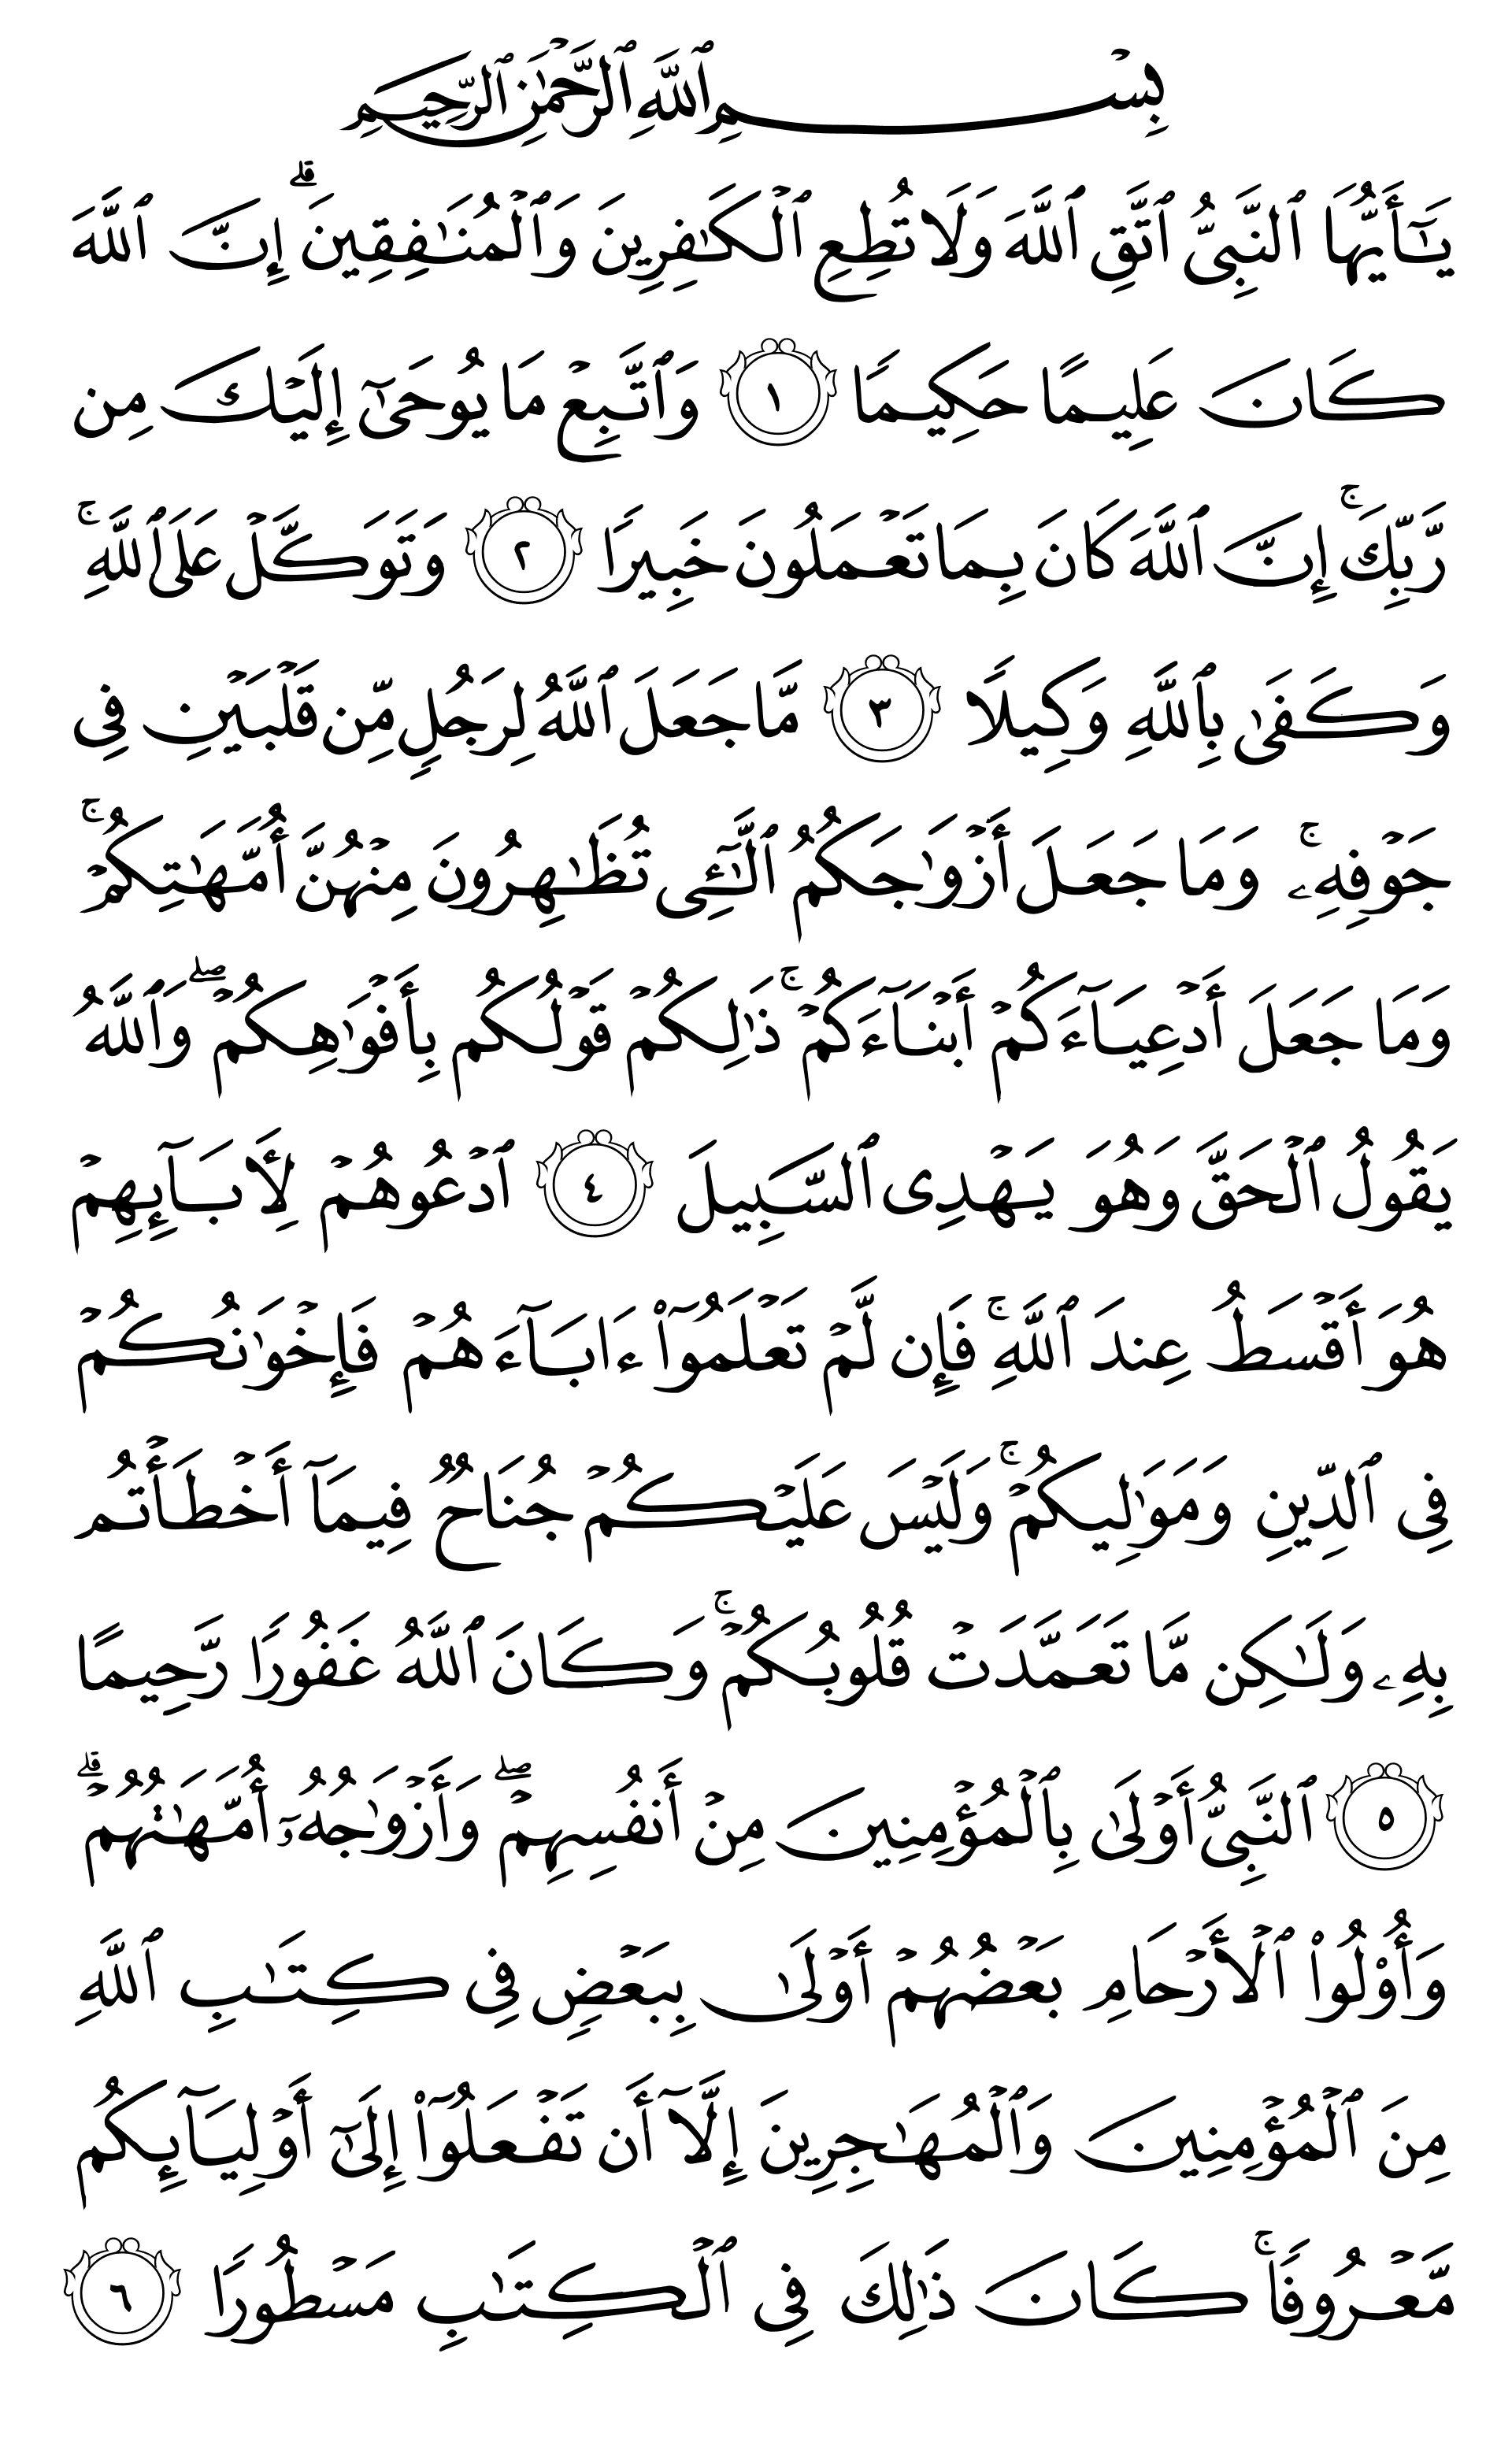 بِسْمِ ٱللَّهِ ٱلرَّحْمَٰنِ ٱلرَّحِيمِ
يَٰٓأَيُّهَا ٱلنَّبِىُّ ٱتَّقِ ٱللَّهَ وَلَا تُطِعِ ٱلْكَٰفِرِينَ وَٱلْمُنَٰفِقِينَ ۗ إِنَّ ٱللَّهَ
كَانَ عَلِيمًا حَكِيمًا ١ وَٱتَّبِعْ مَا يُوحَىٰٓ إِلَيْكَ مِن
رَّبِّكَ ۚ إِنَّ ٱللَّهَ كَانَ بِمَا تَعْمَلُونَ خَبِيرًا ٢ وَتَوَكَّلْ عَلَى ٱللَّهِ ۚ
وَكَفَىٰ بِٱللَّهِ وَكِيلًا ٣ مَّا جَعَلَ ٱللَّهُ لِرَجُلٍ مِّن قَلْبَيْنِ فِى
جَوْفِهِۦ ۚ وَمَا جَعَلَ أَزْوَٰجَكُمُ ٱلَّٰٓـِٔى تُظَٰهِرُونَ مِنْهُنَّ أُمَّهَٰتِكُمْ ۚ
وَمَا جَعَلَ أَدْعِيَآءَكُمْ أَبْنَآءَكُمْ ۚ ذَٰلِكُمْ قَوْلُكُم بِأَفْوَٰهِكُمْ ۖ وَٱللَّهُ
يَقُولُ ٱلْحَقَّ وَهُوَ يَهْدِى ٱلسَّبِيلَ ٤ ٱدْعُوهُمْ لِءَابَآئِهِمْ
هُوَ أَقْسَطُ عِندَ ٱللَّهِ ۚ فَإِن لَّمْ تَعْلَمُوٓا۟ ءَابَآءَهُمْ فَإِخْوَٰنُكُمْ
فِى ٱلدِّينِ وَمَوَٰلِيكُمْ ۚ وَلَيْسَ عَلَيْكُمْ جُنَاحٌ فِيمَآ أَخْطَأْتُم
بِهِۦ وَلَٰكِن مَّا تَعَمَّدَتْ قُلُوبُكُمْ ۚ وَكَانَ ٱللَّهُ غَفُورًا رَّحِيمًا
٥ ٱلنَّبِىُّ أَوْلَىٰ بِٱلْمُؤْمِنِينَ مِنْ أَنفُسِهِمْ ۖ وَأَزْوَٰجُهُۥٓ أُمَّهَٰتُهُمْ ۗ
وَأُو۟لُوا۟ ٱلْأَرْحَامِ بَعْضُهُمْ أَوْلَىٰ بِبَعْضٍ فِى كِتَٰبِ ٱللَّهِ
مِنَ ٱلْمُؤْمِنِينَ وَٱلْمُهَٰجِرِينَ إِلَّآ أَن تَفْعَلُوٓا۟ إِلَىٰٓ أَوْلِيَآئِكُم
مَّعْرُوفًا ۚ كَانَ ذَٰلِكَ فِى ٱلْكِتَٰبِ مَسْطُورًا ٦